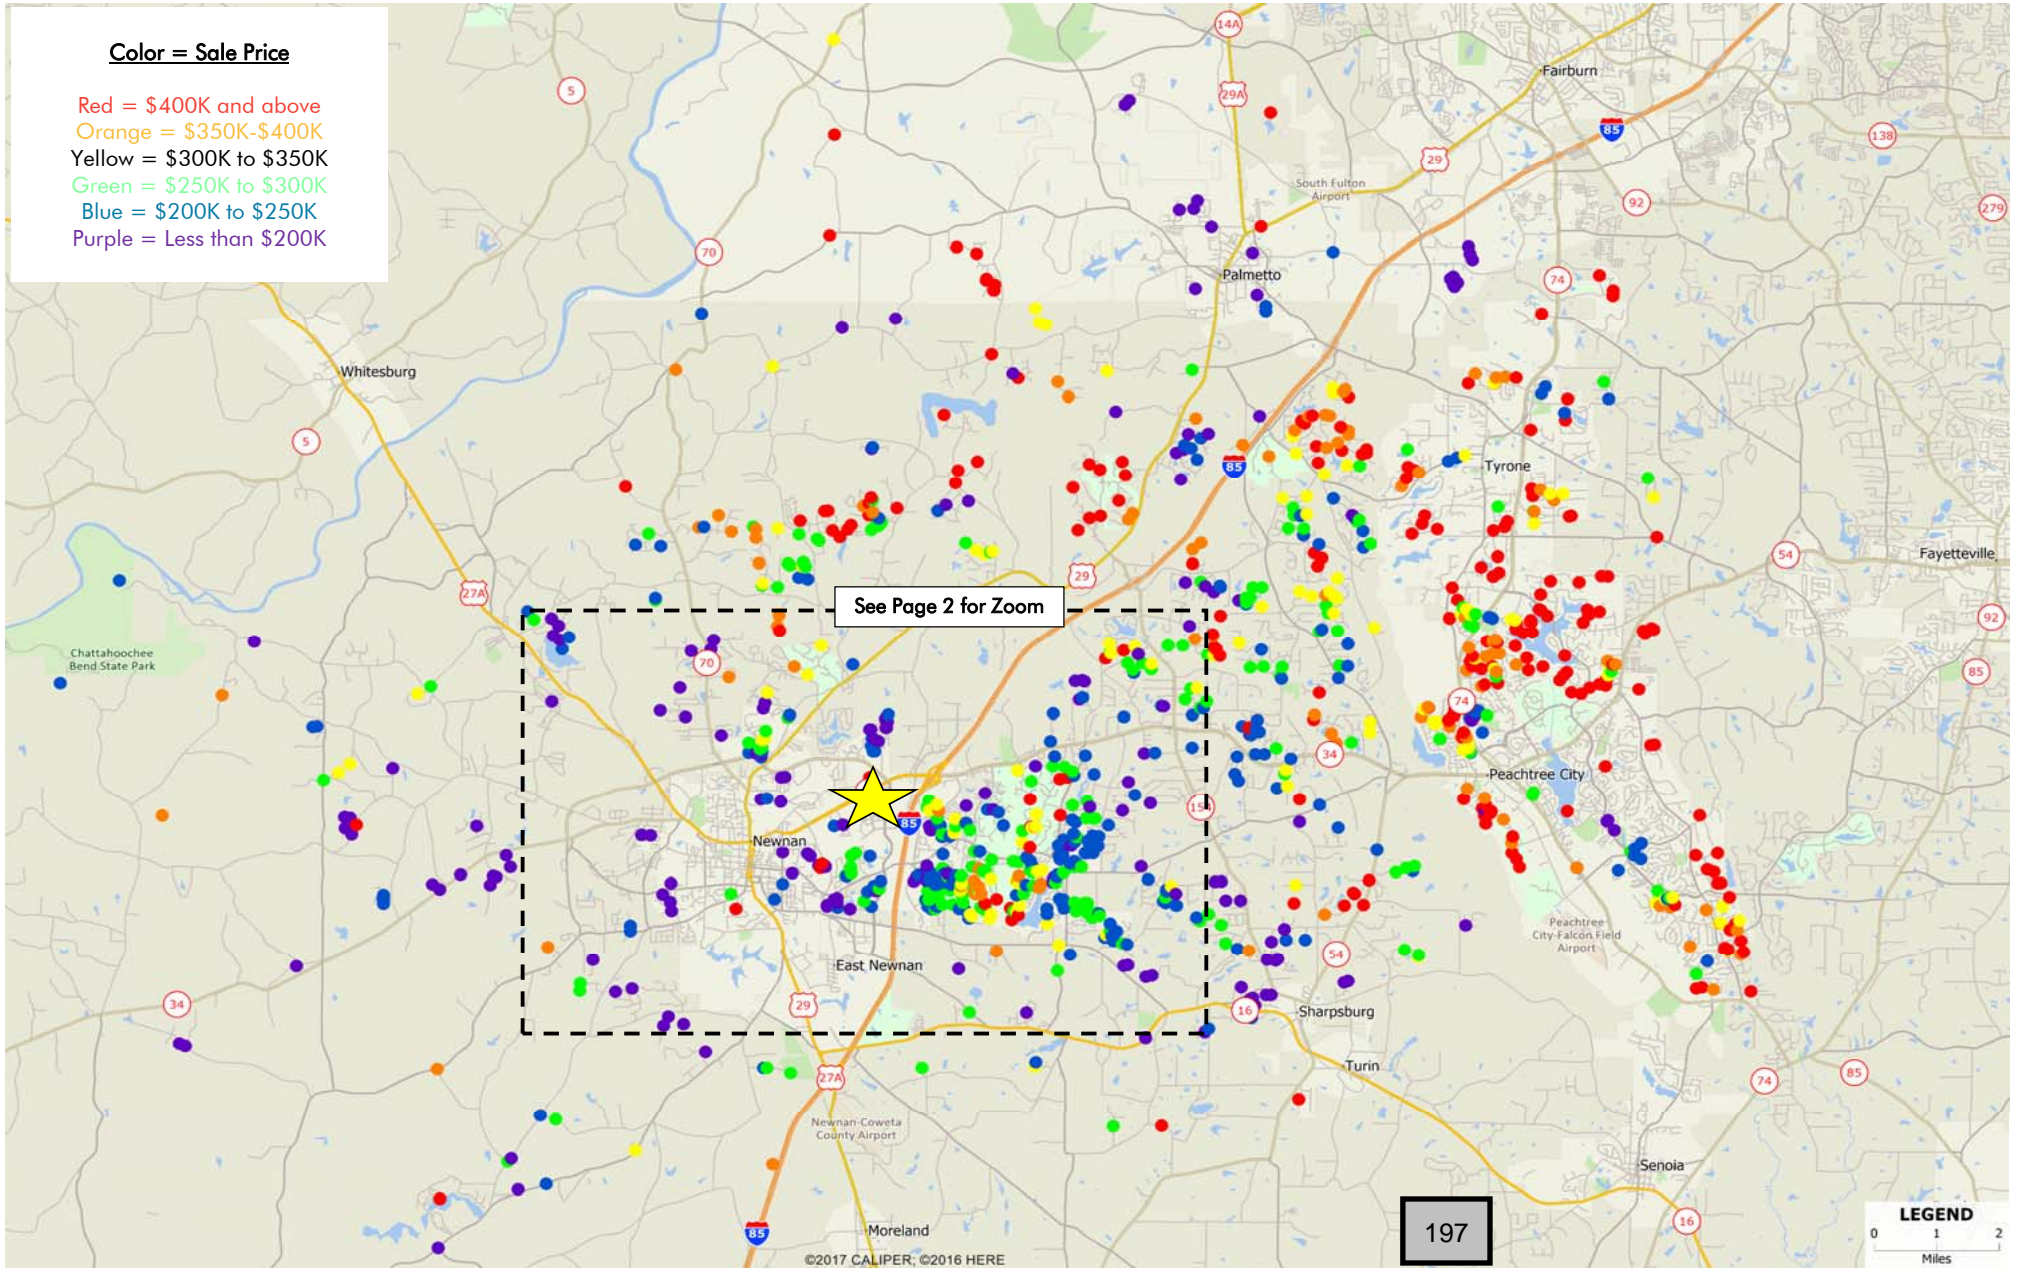 Color = Sale Price
Red = $400K and above
Orange = $350K-$400K
Yellow = $300K to $350K
Green = $250K to $300K
Blue = $200K to $250K
Purple = Less than $200K
14A
Fairburn
5
29A
85
138
29
South Fulton
Airport
92
279
70
Palmetto
74
Whitesburg
5
85
Tyrone
54
Fayetteville
29
27A
See Page 2 for Zoom
92
Chattahoochee
Bend State Park
70
85
74
34
Peachtree City
85
Newnan
Peachtree
City-Falcon Field
Airport
East Newnan
54
34
29
16
Sharpsburg
Turin
27A
74
85
Newnan-Coweta
County Airport
Senoia
197
LEGEND
0 1 2
Miles
16
85
Moreland
©2017 CALIPER; ©2016 HERE